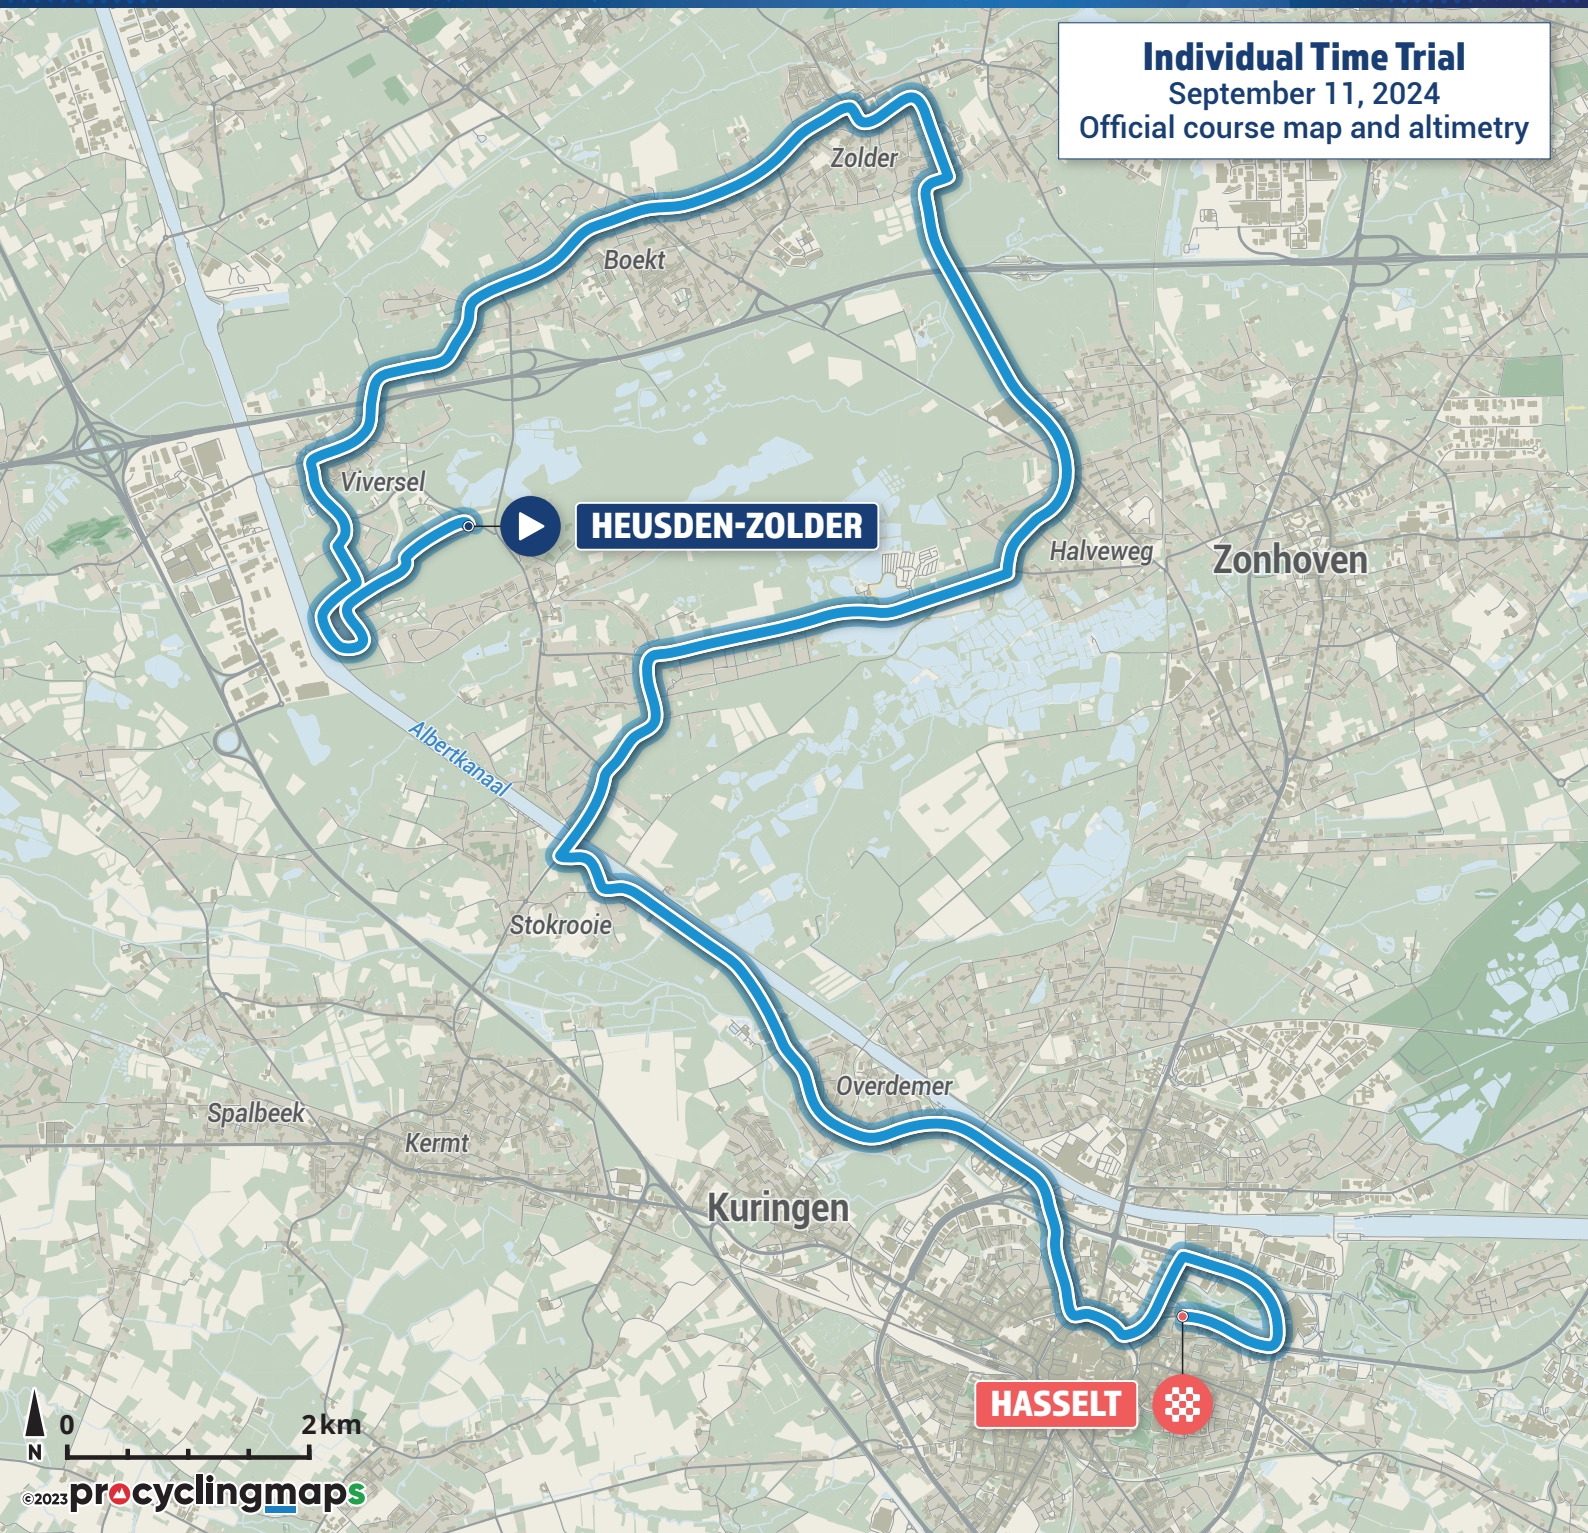 Individual Time Trial
September 11, 2024
Official course map and altimetry
Zolder
Boekt
Viversel
HEUSDEN-ZOLDER
Halveweg
Zonhoven
Albertkanaal
Stokrooie
Overdemer
Spalbeek
Kermt
Kuringen
HASSELT
0 2 km
N
©2023 procyclingmaps